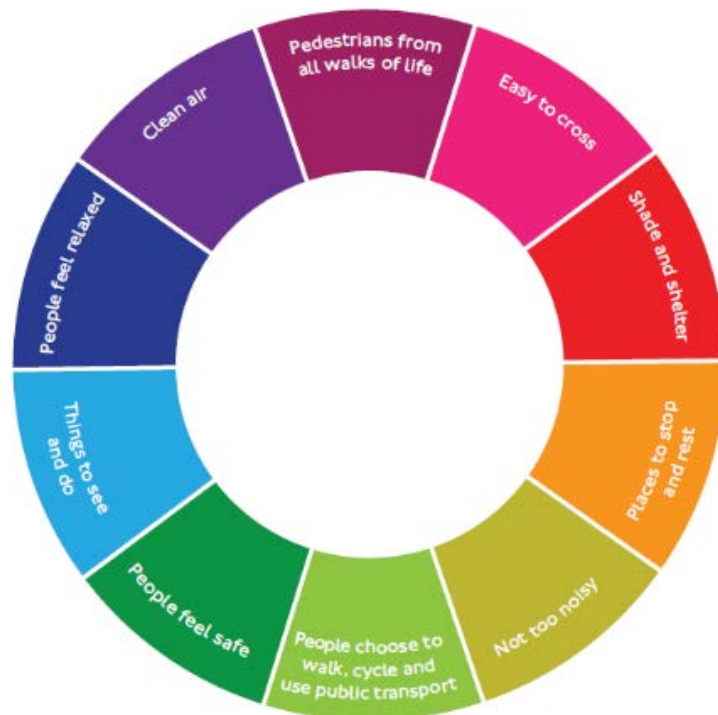 Pedestrians from
all walks of life
Easy to cross
Shade and shelter
Places to stop
and rest
Not too noisy
People choose to
walk, cycle and
use public transport
People feel safe
Things to see
and do
People feel relaxed
Clean air